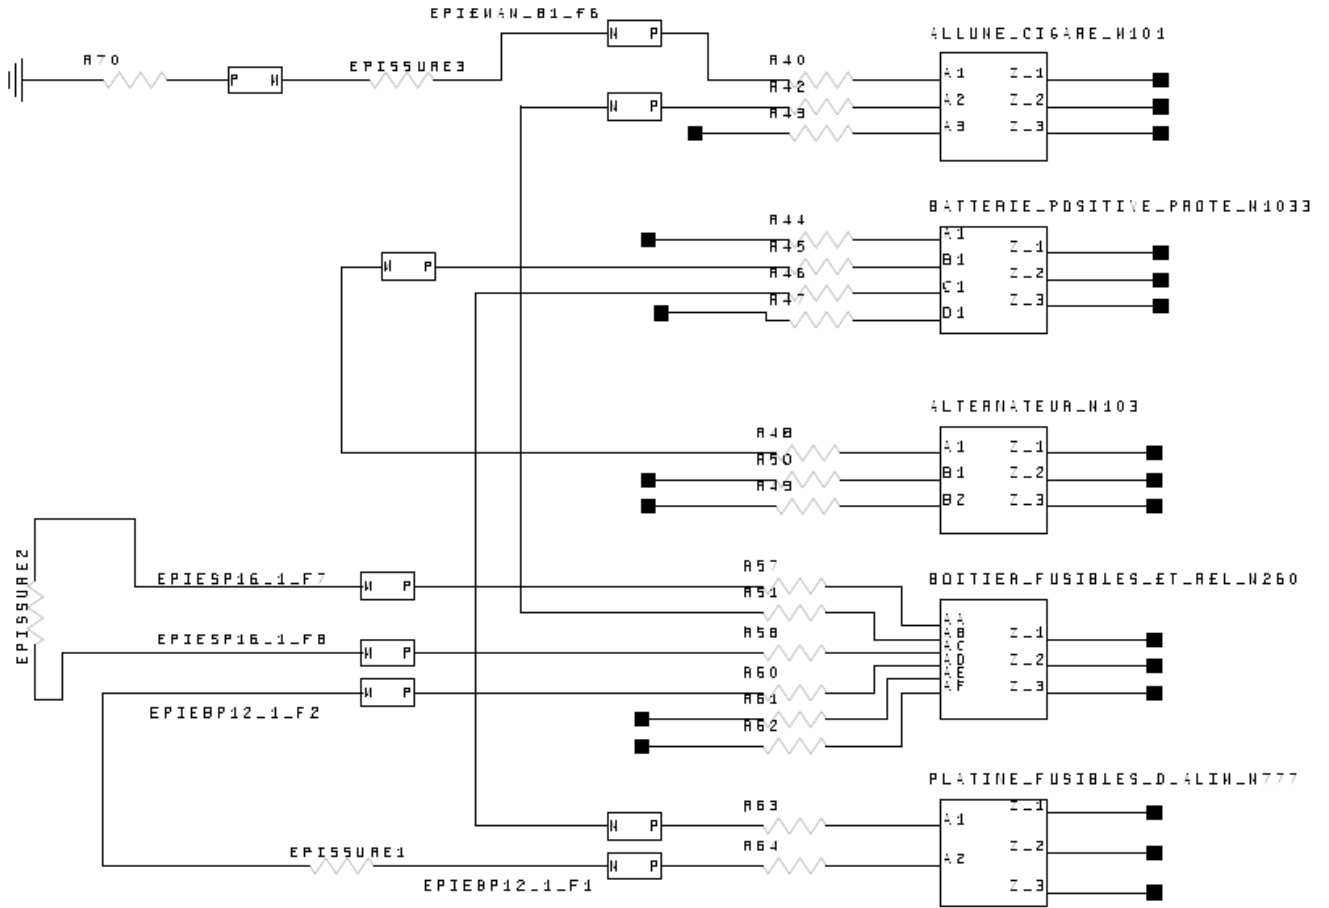 EPIEMAN_B1_F6
ALLUME_CIGARE_M101
R70
P N
EPISSURE3
N P
R40
R42
R43
A1
A2
A3
Z_1
Z_2
Z_3
N P
BATTERIE_POSITIVE_PROTE_M1033
R44
R45
R46
R47
A1
B1
C1
D1
Z_1
Z_2
Z_3
N P
ALTERNATEUR_M103
R48
R50
R49
A1
B1
B2
Z_1
Z_2
Z_3
EPISSURE2
EPIESP16_1_F7
N P
R57
R51
BOITIER_FUSIBLES_ET_REL_M260
EPIESP16_1_F8
N P
R58
R60
R61
R62
AA
AB
AC
AD
AE
AF
Z_1
Z_2
Z_3
N P
EPIEBP12_1_F2
PLATINE_FUSIBLES_D_ALIM_M777
N P
R63
R64
A1
A2
Z_1
Z_2
Z_3
EPISSURE1
N P
EPIEBP12_1_F1